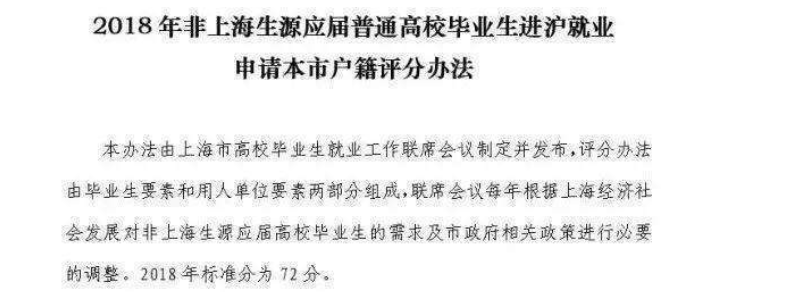 2018年非上海生源应届普通高校毕业生进沪就业
申请本市户籍评分办法
本办法由上海市高校毕业生就业工作联席会议制定并发布,评分办法
由毕业生要素和用人单位要素两部分组成,联席会议每年根据上海经济社
会发展对非上海生源应届高校毕业生的需求及市政府相关政策进行必要
的调整。2018年标准分为72分。